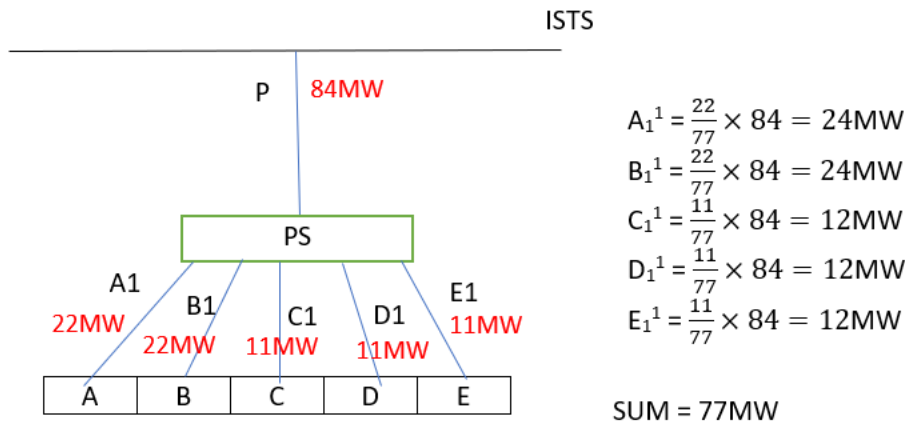 ISTS
P
84MW
PS
A1
22MW
B1
22MW
C1
11MW
D1
11MW
E1
11MW
A B C D E
A₁¹ = 22/77 × 84 = 24MW
B₁¹ = 22/77 × 84 = 24MW
C₁¹ = 11/77 × 84 = 12MW
D₁¹ = 11/77 × 84 = 12MW
E₁¹ = 11/77 × 84 = 12MW
SUM = 77MW